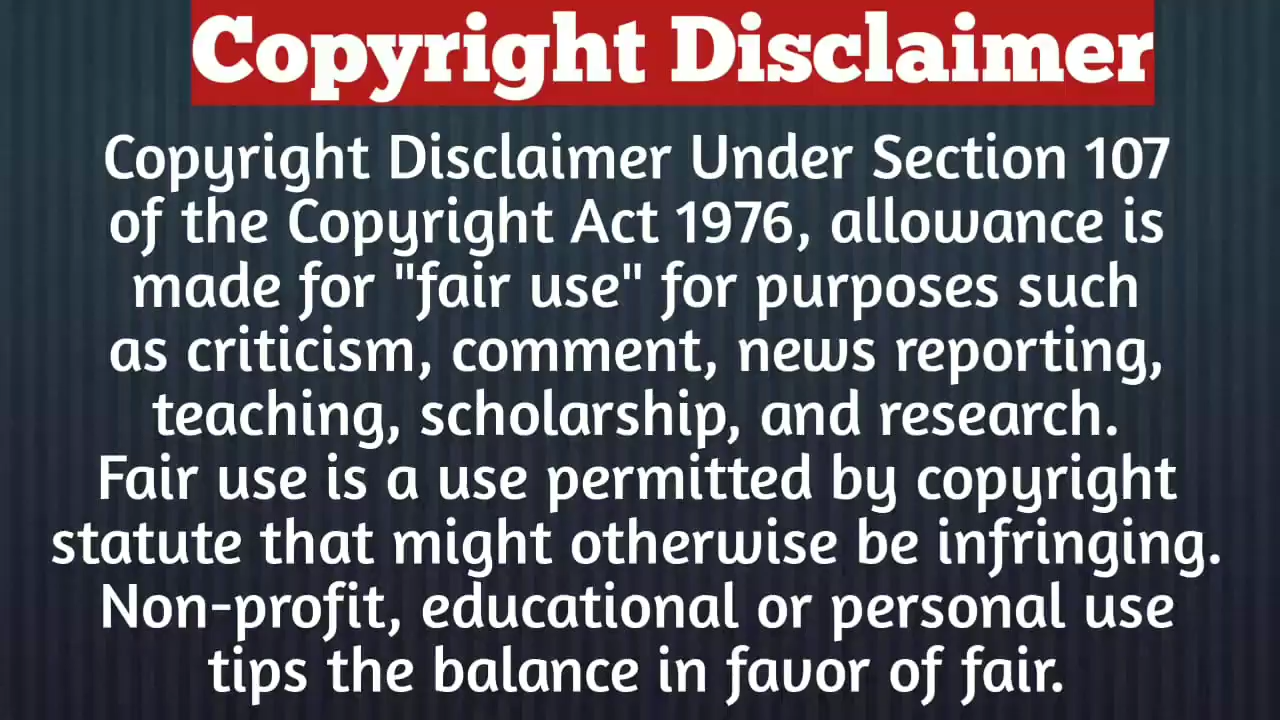 Copyright Disclaimer
Copyright Disclaimer Under Section 107
of the Copyright Act 1976, allowance is
made for "fair use" for purposes such
as criticism, comment, news reporting,
teaching, scholarship, and research.
Fair use is a use permitted by copyright
statute that might otherwise be infringing.
Non-profit, educational or personal use
tips the balance in favor of fair.